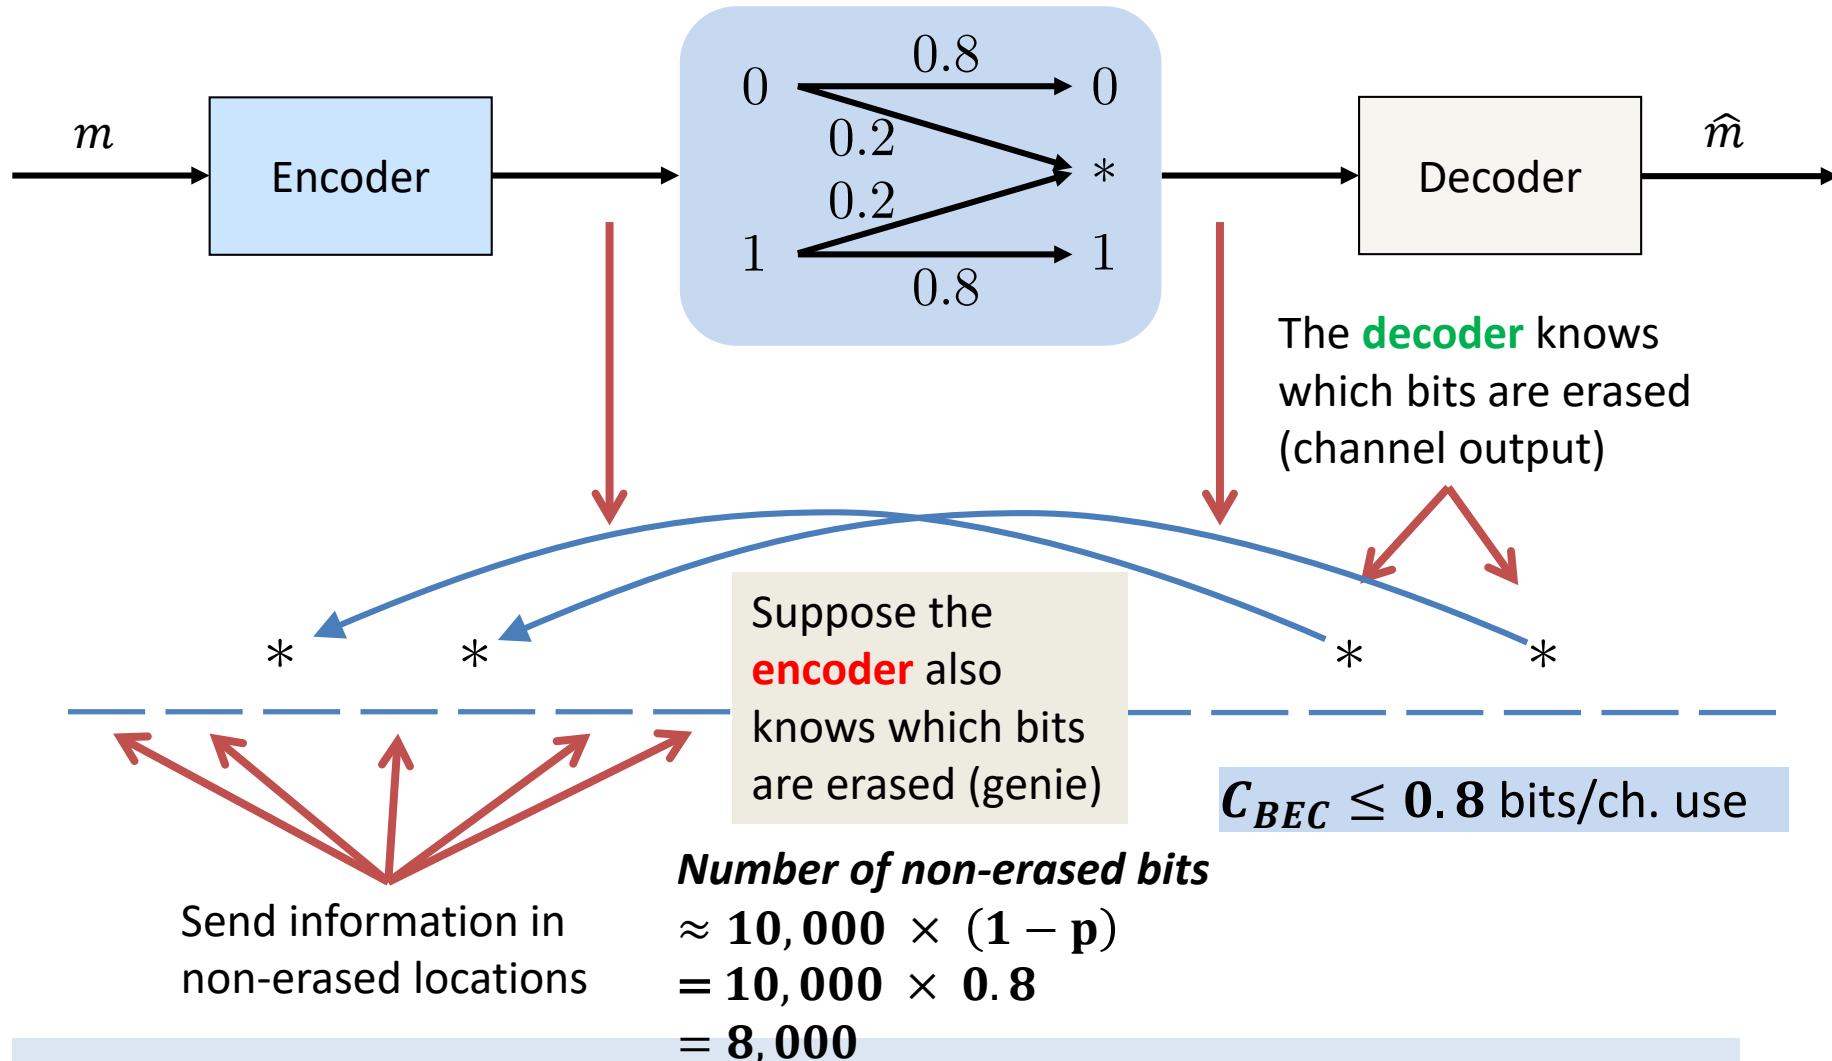 0.8
0 0
m
0.2
m̂
Encoder
*
Decoder
0.2
1 1
0.8
The decoder knows
which bits are erased
(channel output)
* *
Suppose the
encoder also
knows which bits
are erased (genie)
* *
C_BEC ≤ 0.8 bits/ch. use
Send information in
non-erased locations
Number of non-erased bits
≈ 10,000 × (1 − p)
= 10,000 × 0.8
= 8,000